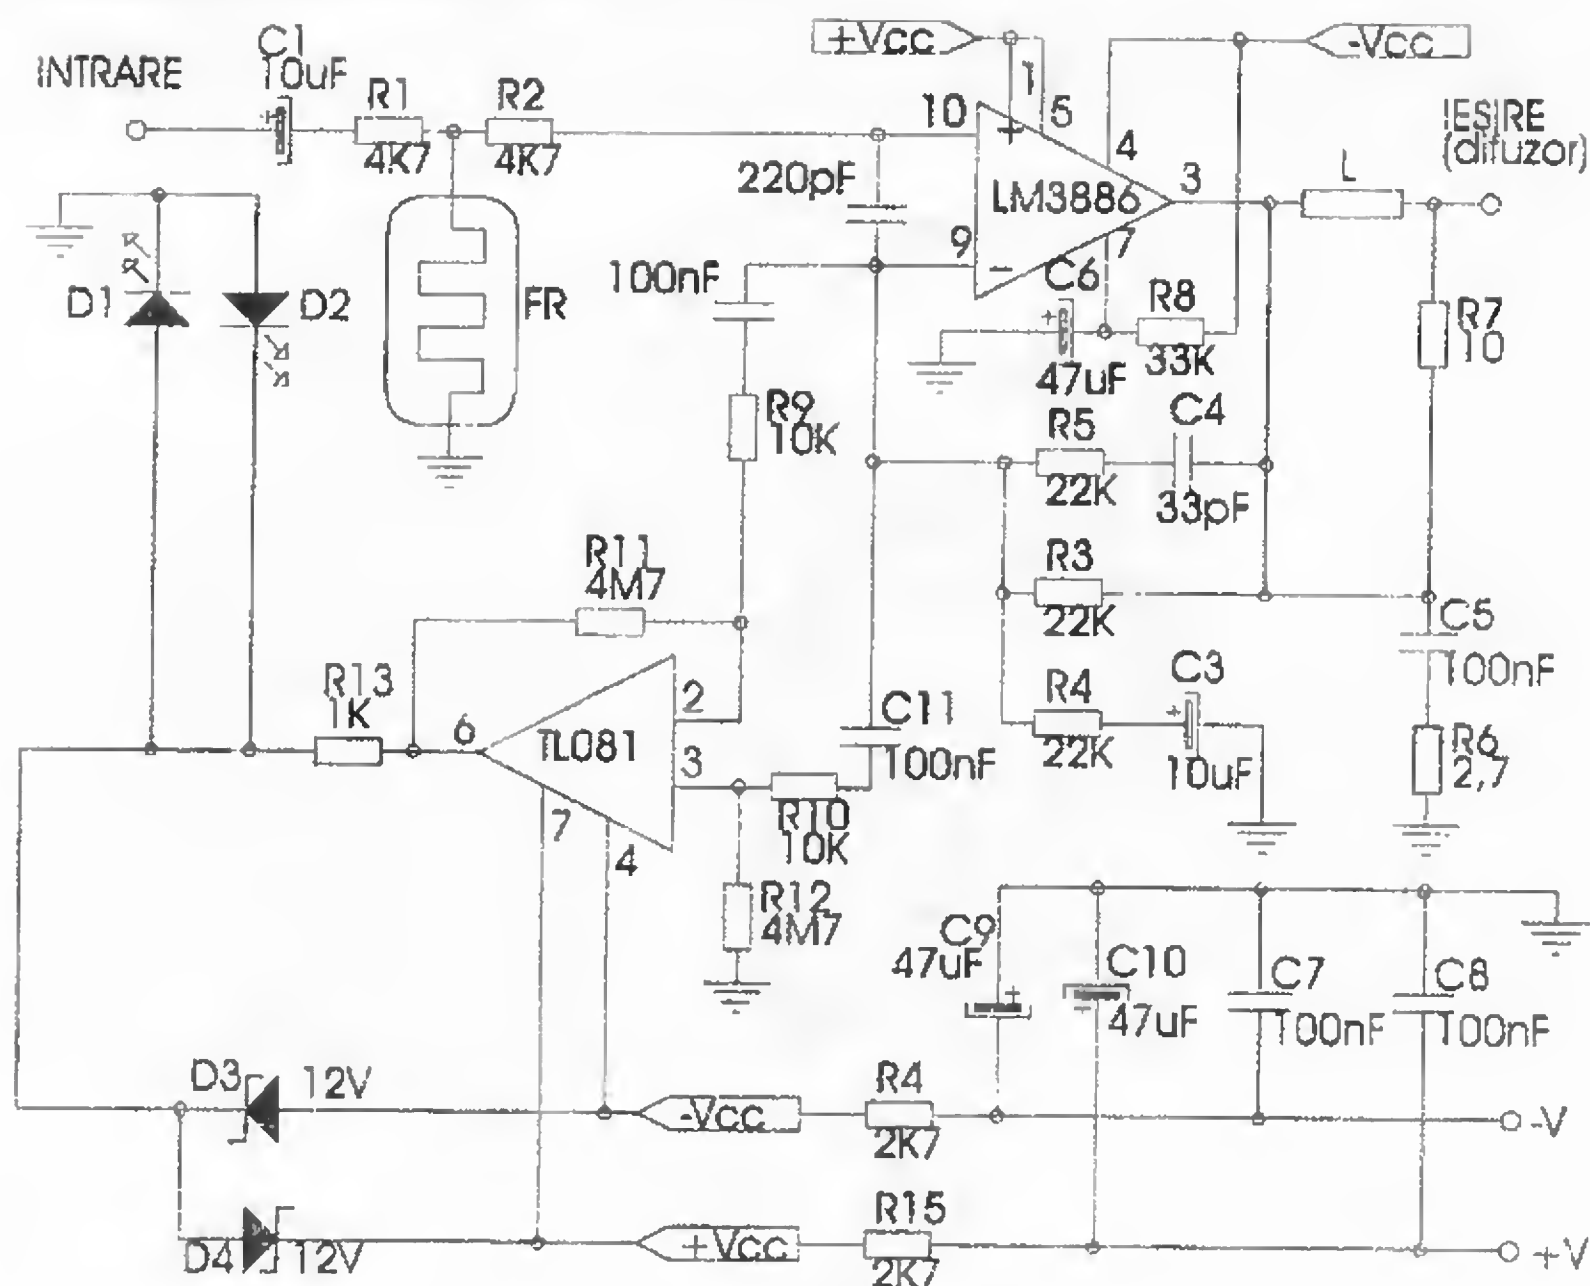 INTRARE
C1
10uF
R1
4K7
R2
4K7
+Vcc
-Vcc
1
5
10
4
3
9
7
LM3886
+
-
L
IESIRE
(difuzor)
220pF
100nF
D1
D2
FR
C6
+
47uF
R8
33K
R7
10
R9
10K
R5
22K
C4
33pF
R3
22K
R4
22K
C3
+
10uF
C5
100nF
R6
2,7
R11
4M7
R13
1K
6
TL081
2
3
7
4
C11
100nF
R10
10K
R12
4M7
C9
47uF
+
C10
47uF
C7
100nF
C8
100nF
D3
12V
-Vcc
R4
2K7
-V
D4
12V
+Vcc
R15
2K7
+V